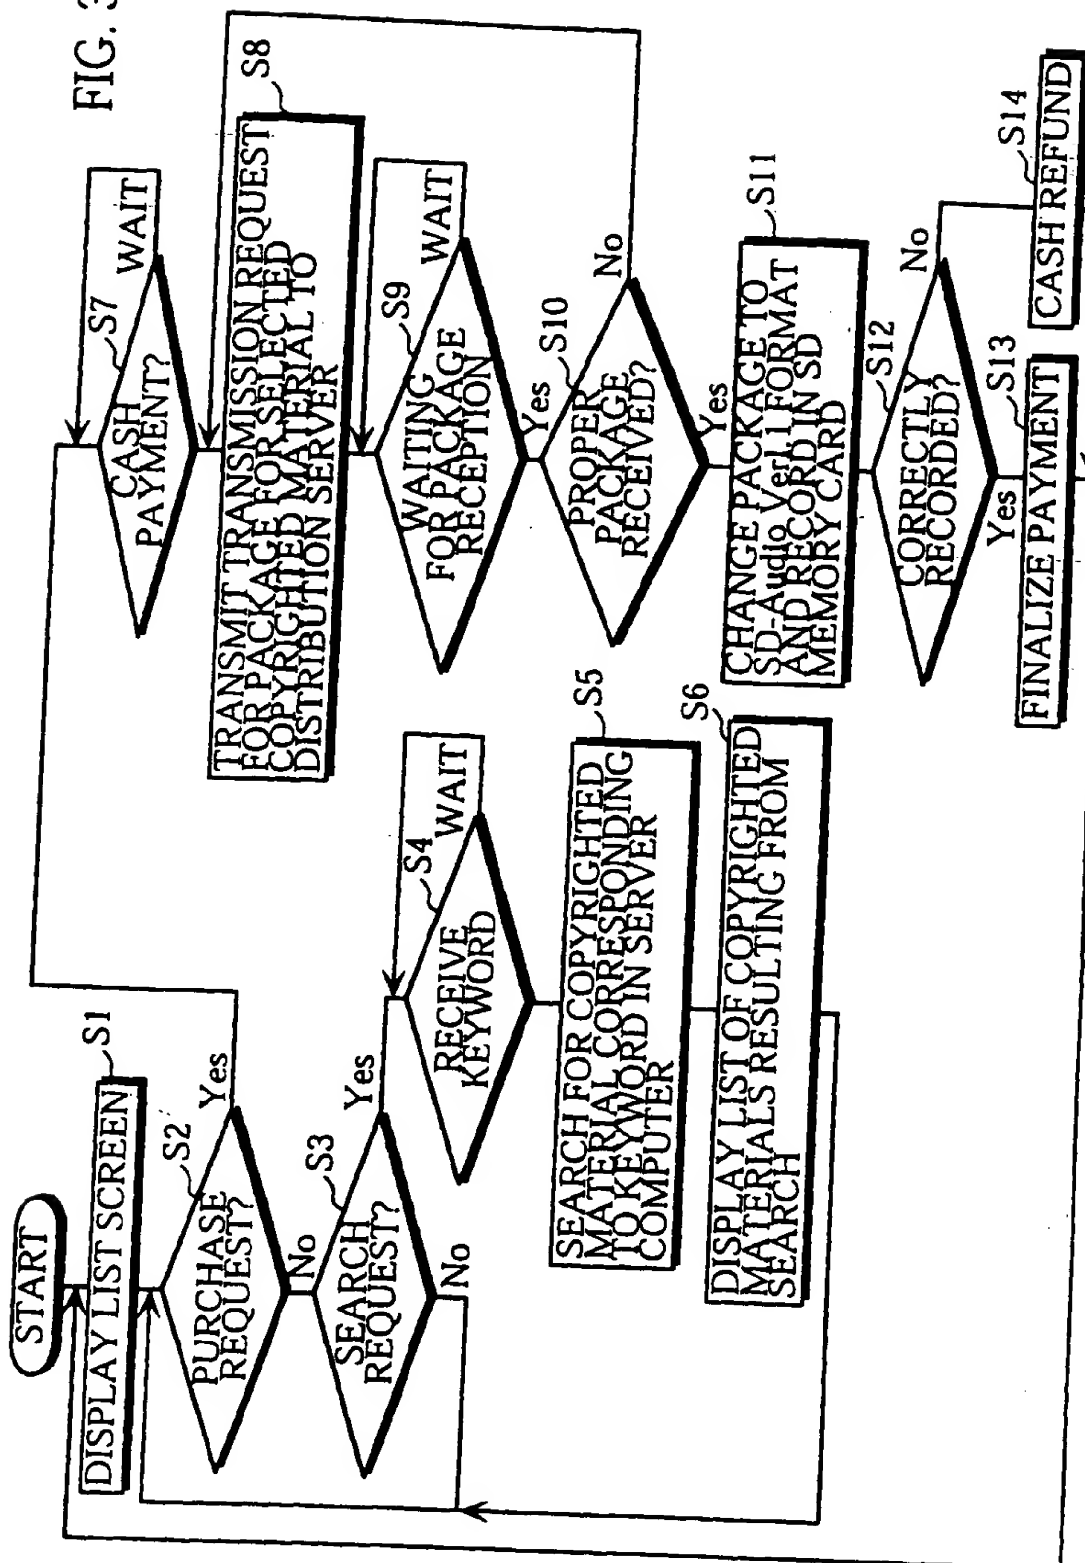 FIG. 3
START
DISPLAY LIST SCREEN
S1
PURCHASE
REQUEST?
S2
Yes
No
SEARCH
REQUEST?
S3
Yes
No
RECEIVE
KEYWORD
S4
WAIT
SEARCH FOR COPYRIGHTED
MATERIAL CORRESPONDING
TO KEYWORD IN SERVER
COMPUTER
S5
DISPLAY LIST OF COPYRIGHTED
MATERIALS RESULTING FROM
SEARCH
S6
CASH
PAYMENT?
S7
WAIT
TRANSMIT TRANSMISSION REQUEST
FOR PACKAGE FOR SELECTED
COPYRIGHTED MATERIAL TO
DISTRIBUTION SERVER
S8
WAITING
FOR PACKAGE
RECEPTION
S9
WAIT
Yes
PROPER
PACKAGE
RECEIVED?
S10
No
Yes
CHANGE PACKAGE TO
SD-Audio Ver1.1 FORMAT
AND RECORD IN SD
MEMORY CARD
S11
CORRECTLY
RECORDED?
S12
No
Yes
FINALIZE PAYMENT
S13
CASH REFUND
S14